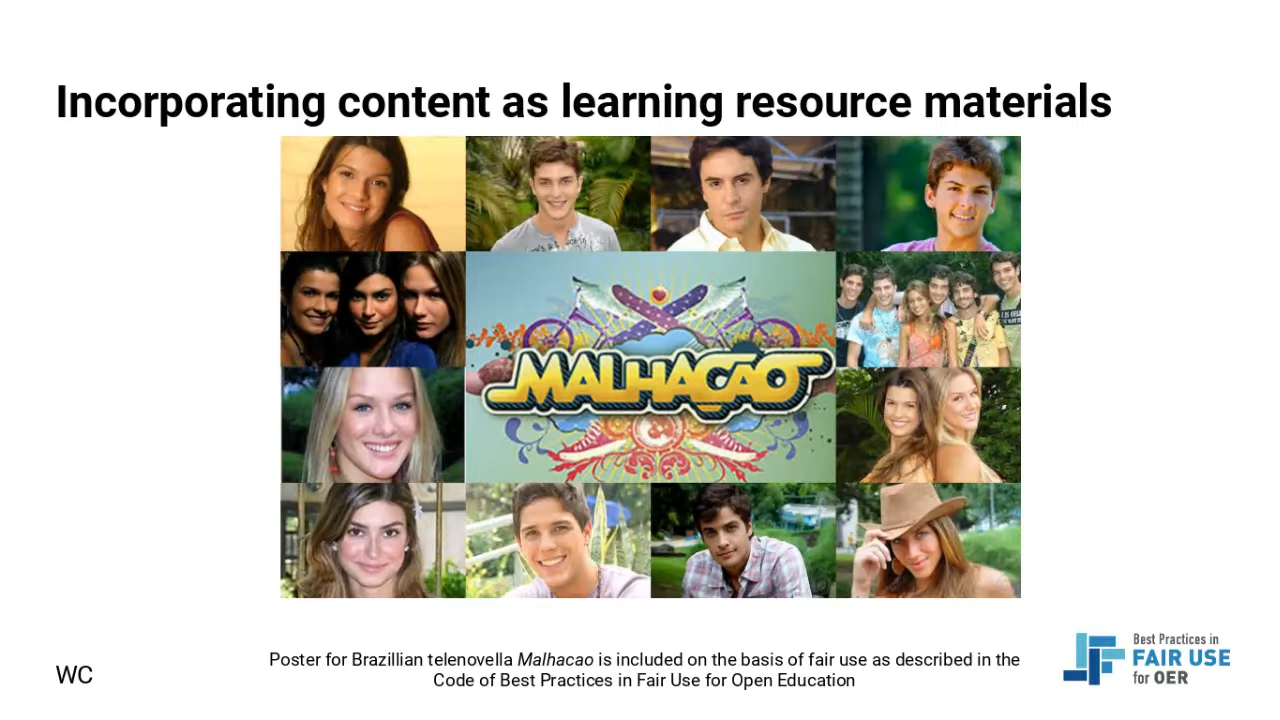 Incorporating content as learning resource materials
MALHAÇÃO
WC
Poster for Brazillian telenovella Malhacao is included on the basis of fair use as described in the
Code of Best Practices in Fair Use for Open Education
Best Practices in
FAIR USE
for OER